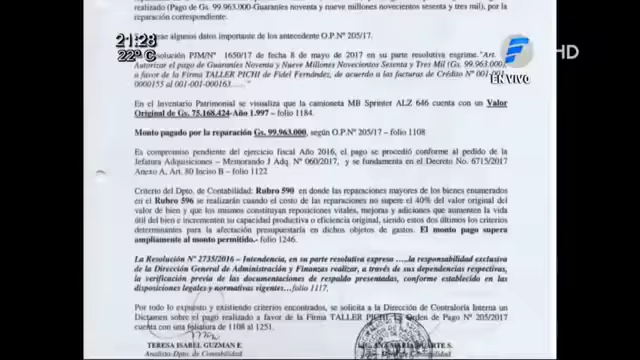 realizado (Pago de Gs. 99.963.000-Guaraníes noventa y nueve millones novecientos sesenta y tres mil), por
la reparación correspondiente.
21:28
22°C
HD
EN VIVO
algunos datos importante de los antecedente O.P.Nº 205/17.
Resolución PJM/Nº 1650/17 de fecha 8 de mayo de 2017 en su parte resolutiva esgrime."Art.
Autorizar el pago de Guaraníes Noventa y Nueve Millones Novecientos Sesenta y Tres Mil (Gs. 99.963.000),
a favor de la Firma TALLER PICHI de Fidel Fernández, de acuerdo a las facturas de Crédito Nº 001-001-
0000155 al 001-001-000163....."
En el Inventario Patrimonial se visualiza que la camioneta MB Sprinter ALZ 646 cuenta con un Valor
Original de Gs. 75.168.424-Año 1.997 – folio 1184.
Monto pagado por la reparación Gs. 99.963.000, según O.P.Nº 205/17 – folio 1108
Es compromiso pendiente del ejercicio fiscal Año 2016, el pago se procedió conforme al pedido de la
Jefatura Adquisiciones – Memorando J Adq. Nº 060/2017, y se fundamenta en el Decreto No. 6715/2017
Anexo A, Art. 80 Inciso B – folio 1122
Criterio del Dpto. de Contabilidad: Rubro 590 en donde las reparaciones mayores de los bienes enumerados
en el Rubro 596 se realizarán cuando el costo de las reparaciones no supere el 40% del valor original del
valor de bien y que los mismos constituyan reposiciones vitales, mejoras y adiciones que aumenten la vida
útil del bien e incrementen su capacidad productiva o eficiencia original, siendo estos dos últimos los criterios
determinantes para la afectación presupuestaria en dichos objetos de gastos. El monto pago supera
ampliamente al monto permitido.- folio 1246.
La Resolución Nº 2735/2016 – Intendencia, en su parte resolutiva expresa .....la responsabilidad exclusiva
de la Dirección General de Administración y Finanzas realizar, a través de sus dependencias respectivas,
la verificación previa de las documentaciones de respaldo presentadas, conforme establecido en las
disposiciones legales y normativas vigentes...folio 1117.
Por todo lo expuesto y existiendo criterios encontrados, se solicita a la Dirección de Contraloría Interna un
Dictamen sobre el pago realizado a favor de la Firma TALLER PICHI. La Orden de Pago Nº 205/2017
cuenta con una foliatura de 1108 al 1251.
TERESA ISABEL GUZMAN E.
Analista-Dpto. de Contabilidad